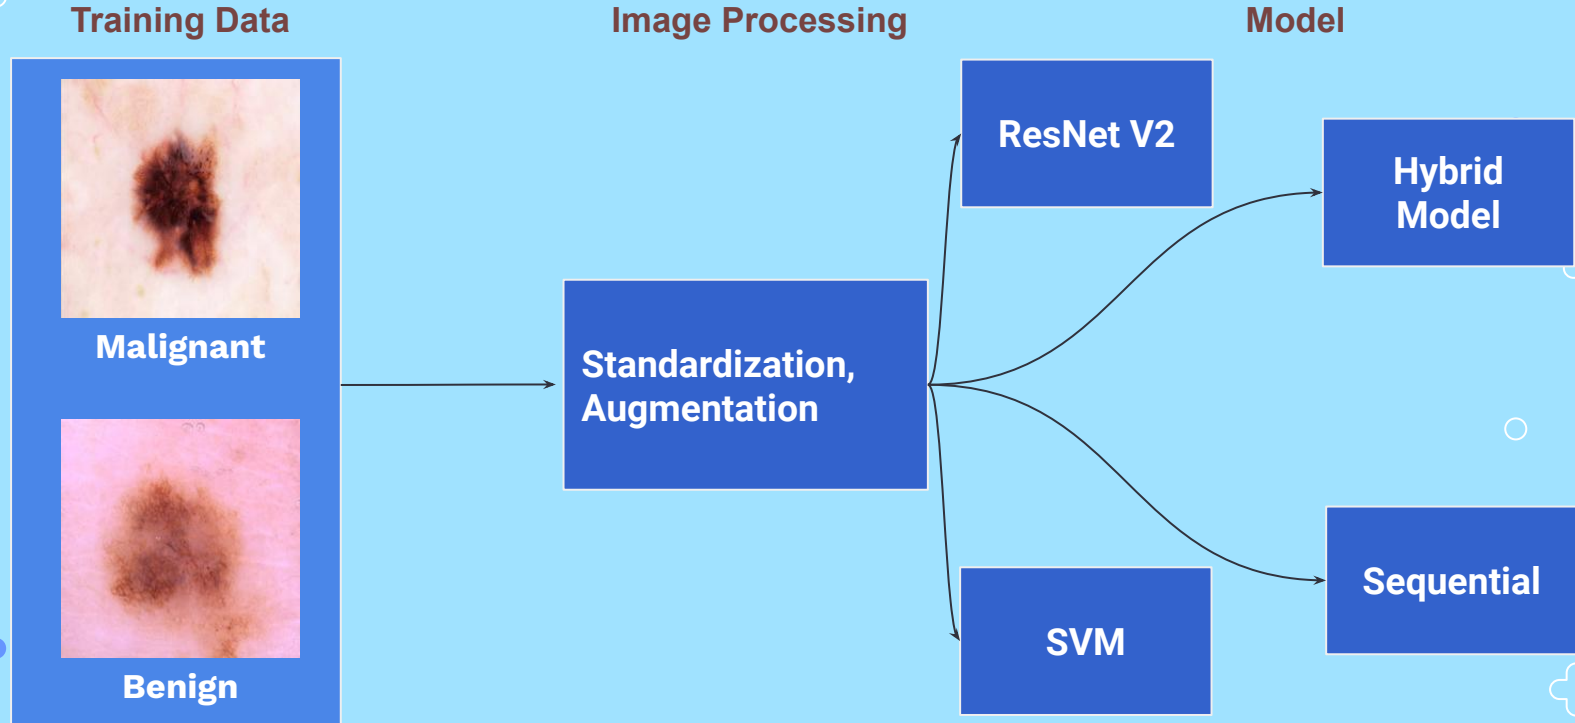 Training Data
Image Processing
Model
Malignant
Benign
Standardization,
Augmentation
ResNet V2
Hybrid
Model
SVM
Sequential